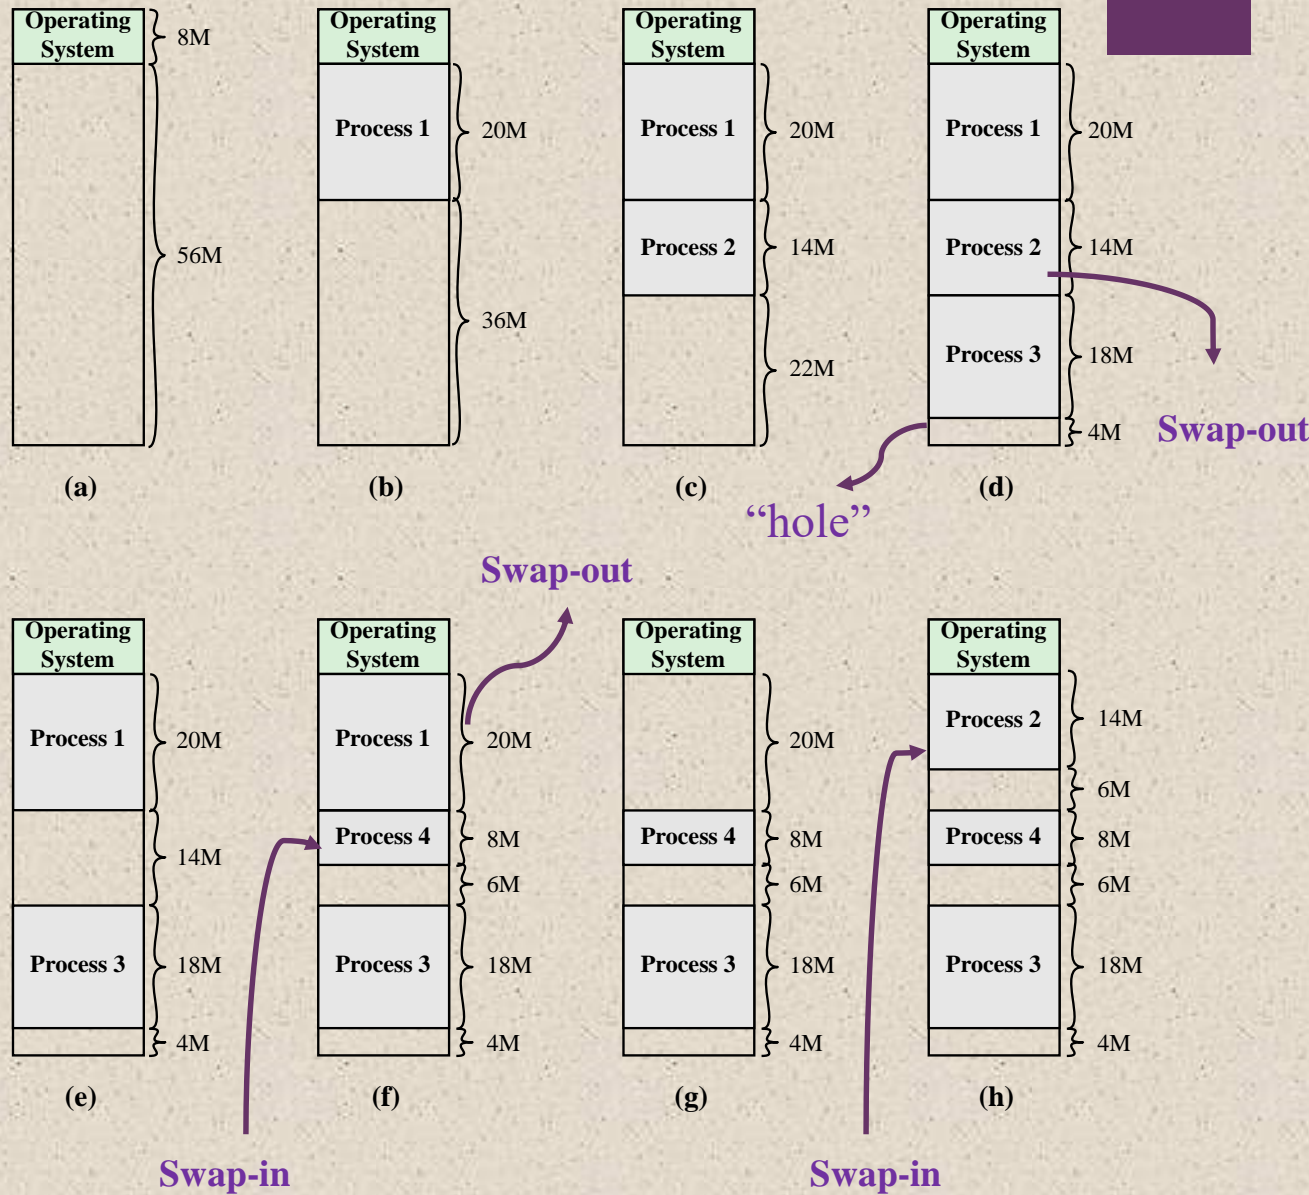 Operating
System
8M
56M
(a)
Operating
System
Process 1
20M
36M
(b)
Operating
System
Process 1
20M
Process 2
14M
22M
(c)
Operating
System
Process 1
20M
Process 2
14M
Process 3
18M
4M
Swap-out
(d)
“hole”
Operating
System
Process 1
20M
14M
Process 3
18M
4M
(e)
Swap-out
Operating
System
Process 1
20M
Process 4
8M
6M
Process 3
18M
4M
(f)
Swap-in
Operating
System
20M
Process 4
8M
6M
Process 3
18M
4M
(g)
Operating
System
Process 2
14M
6M
Process 4
8M
6M
Process 3
18M
4M
(h)
Swap-in